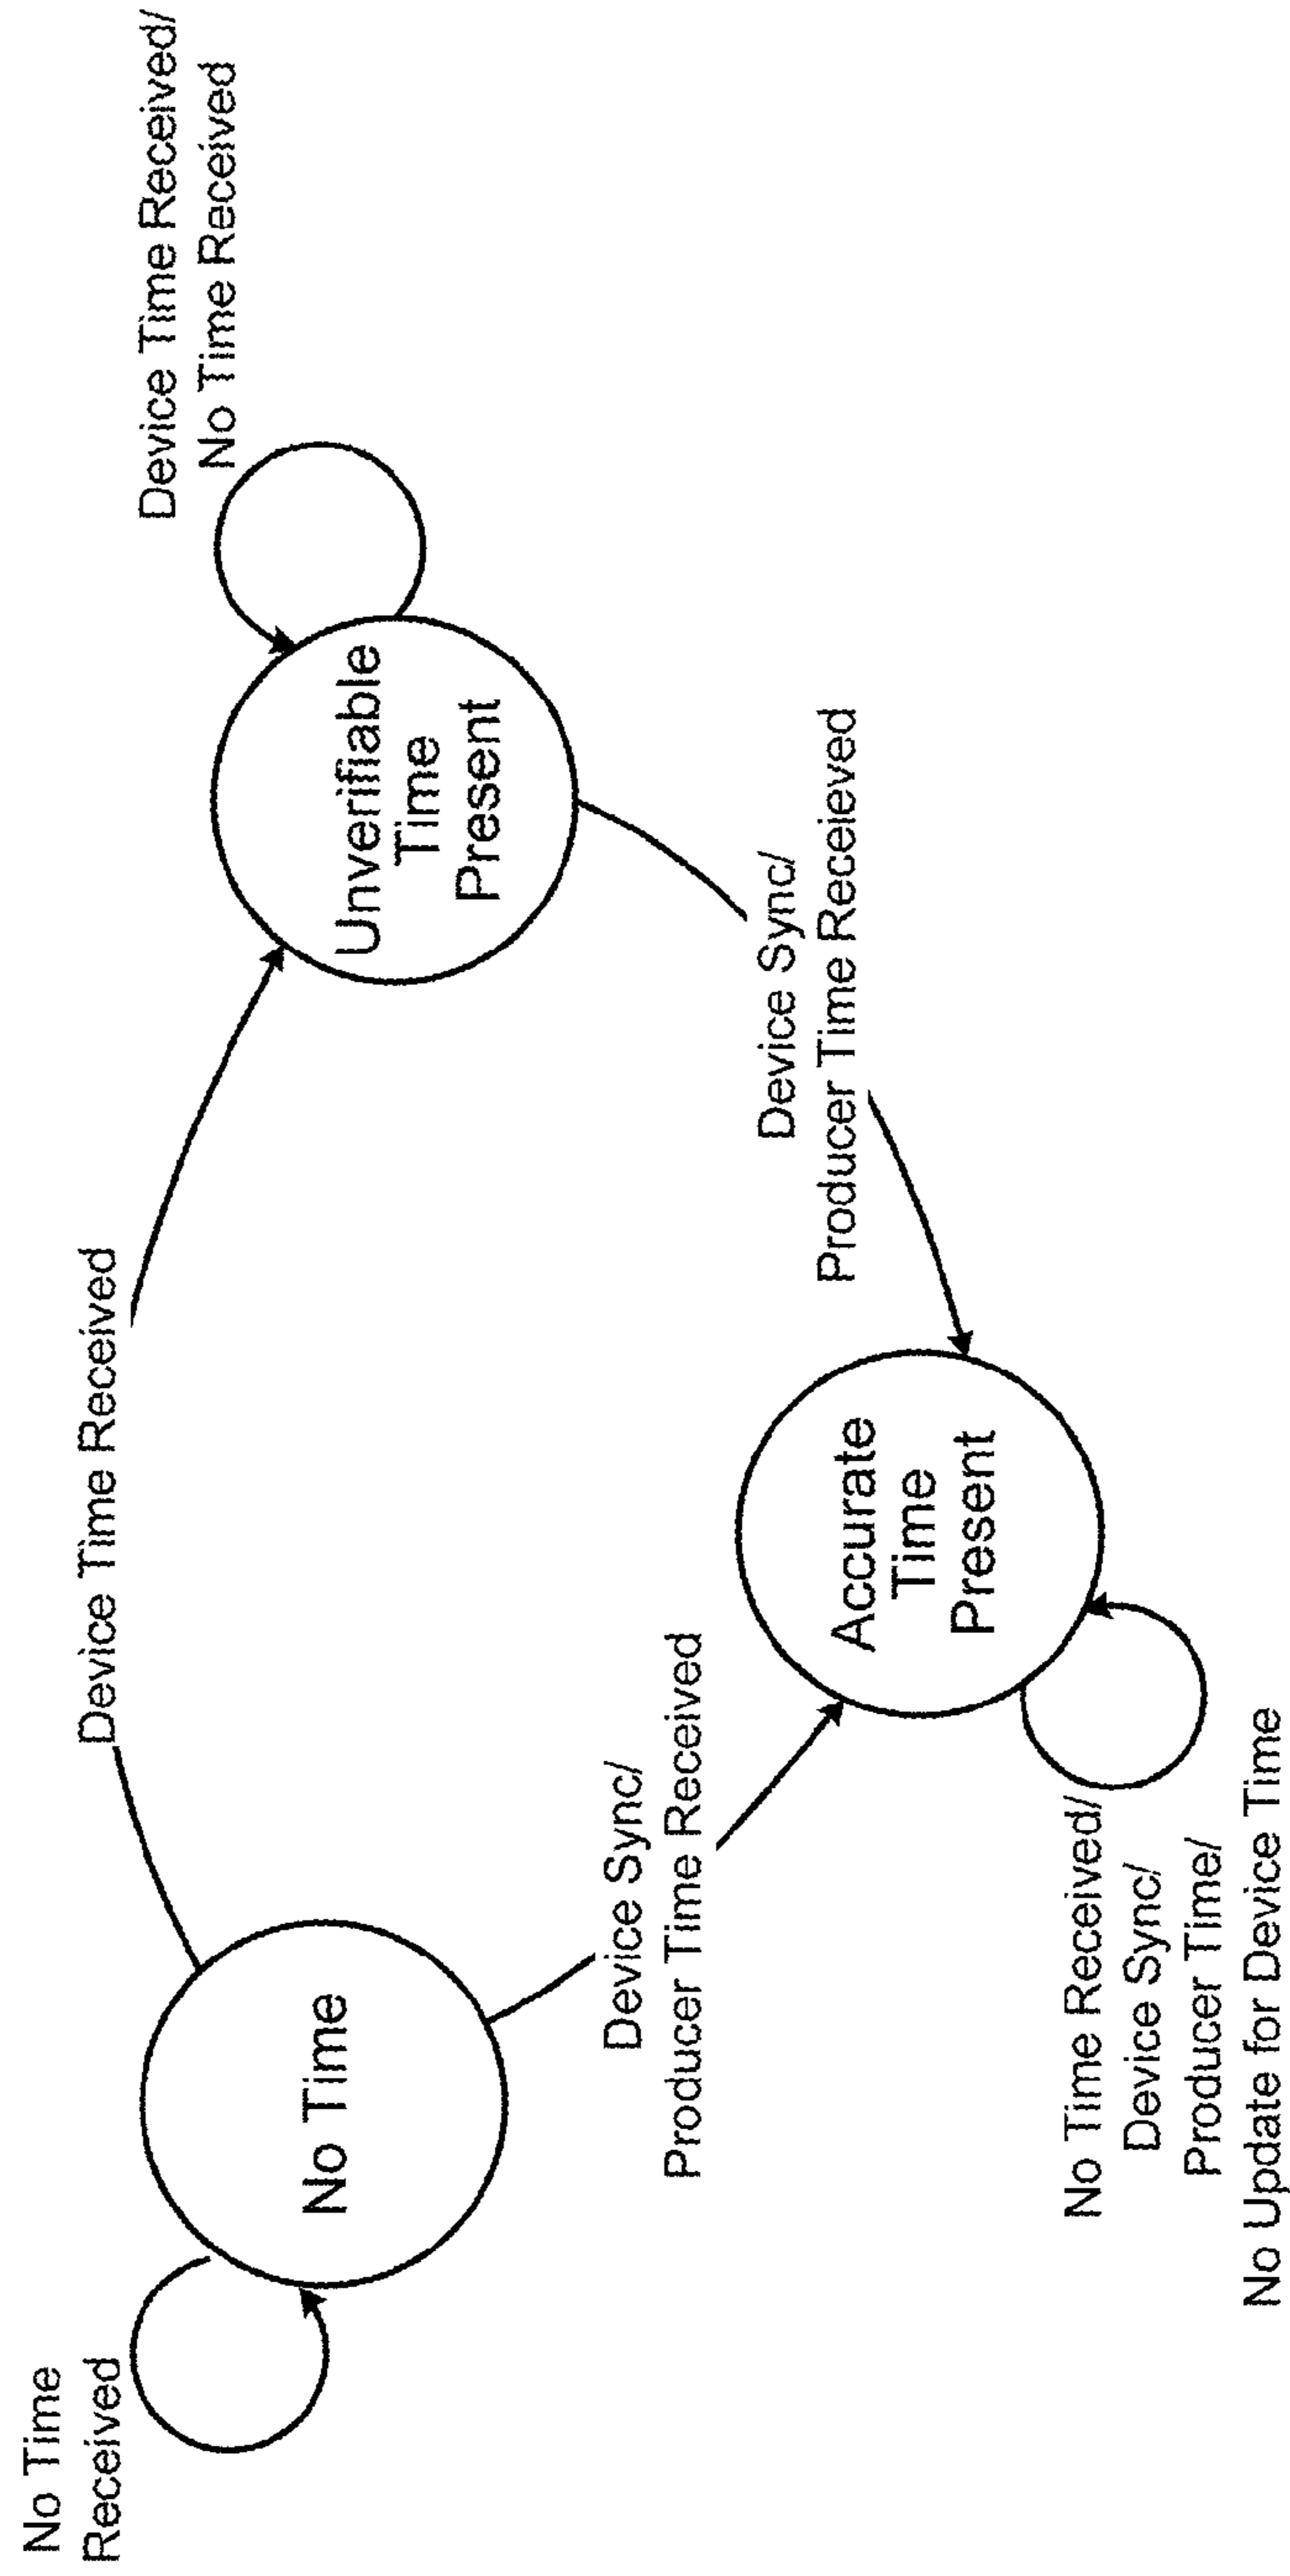 No Time
Received
Device Time Received
Device Time Received/
No Time Received
No Time
Unverifiable
Time
Present
Device Sync/
Producer Time Received
Device Sync/
Producer Time Receieved
Accurate
Time
Present
No Time Received/
Device Sync/
Producer Time/
No Update for Device Time